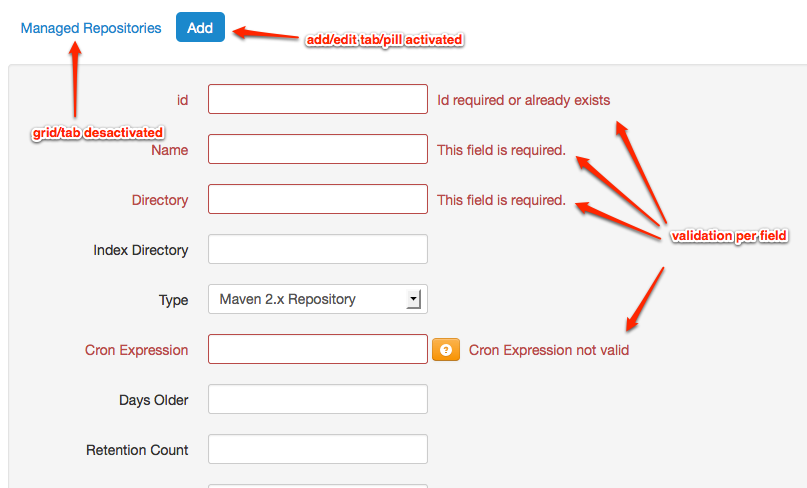 Managed Repositories Add
add/edit tab/pill activated
id Id required or already exists
grid/tab desactivated
Name This field is required.
Directory This field is required.
validation per field
Index Directory
Type Maven 2.x Repository
Cron Expression ? Cron Expression not valid
Days Older
Retention Count